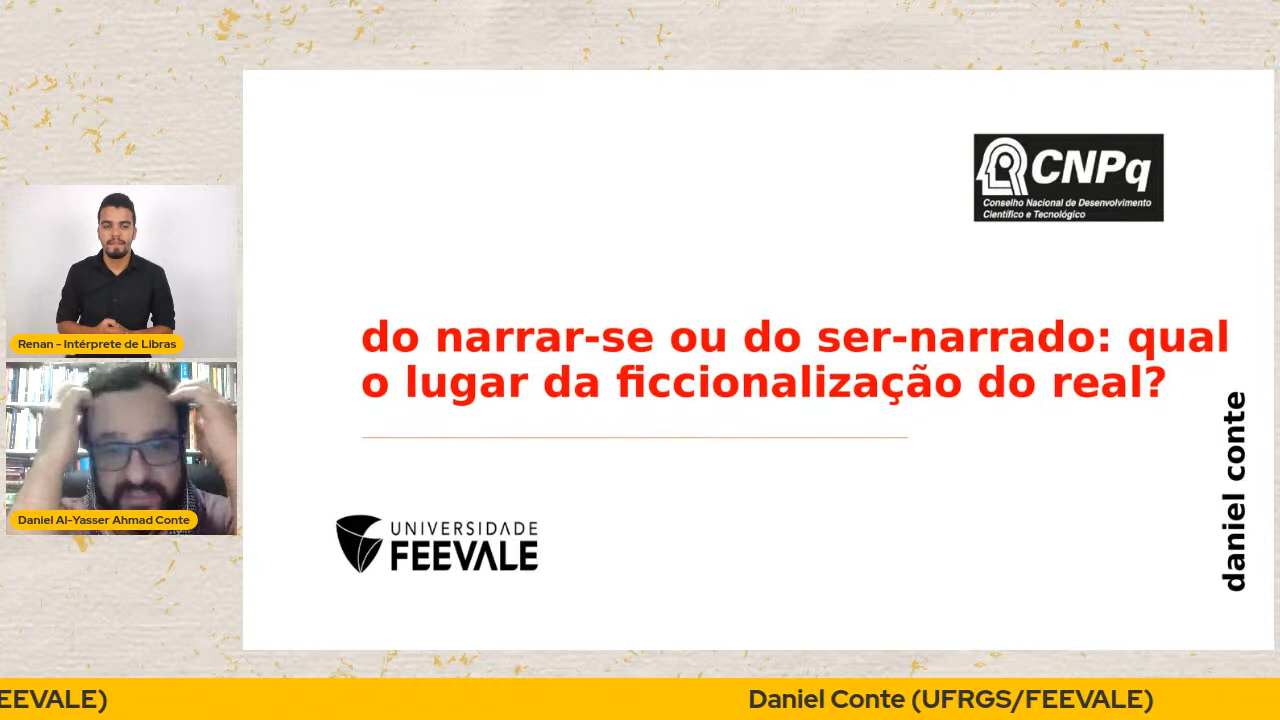 CNPq
Conselho Nacional de Desenvolvimento
Científico e Tecnológico
do narrar-se ou do ser-narrado: qual
o lugar da ficcionalização do real?
daniel conte
UNIVERSIDADE
FEEVALE
Renan - Intérprete de Libras
Daniel Al-Yasser Ahmad Conte
EEVALE)
Daniel Conte (UFRGS/FEEVALE)